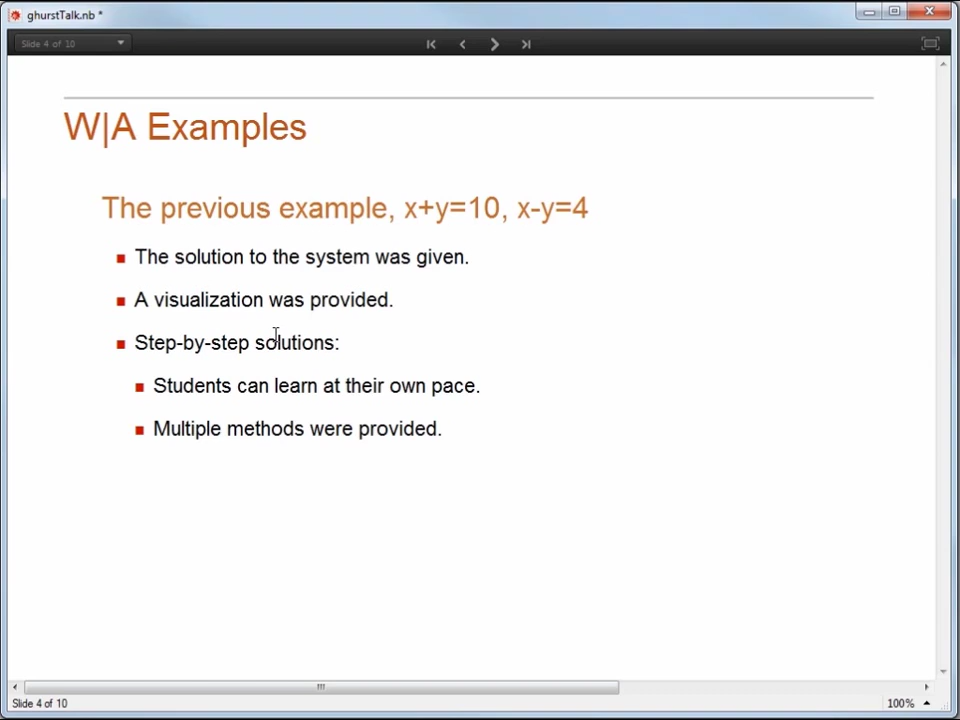 ghurstTalk.nb *
Slide 4 of 10
W|A Examples
The previous example, x+y=10, x-y=4
The solution to the system was given.
A visualization was provided.
Step-by-step solutions:
Students can learn at their own pace.
Multiple methods were provided.
Slide 4 of 10
100%